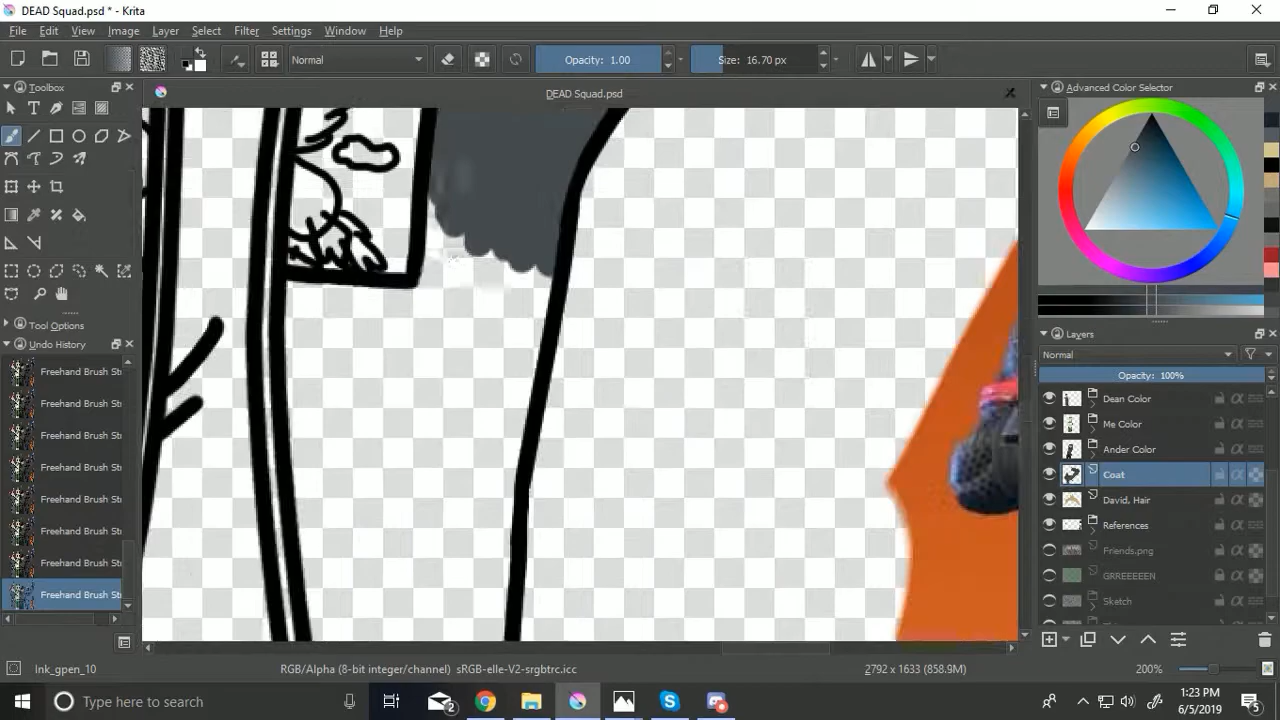 DEAD Squad.psd * - Krita
File Edit View Image Layer Select Filter Settings Window Help
Normal Opacity: 1.00 Size: 16.70 px
Toolbox
DEAD Squad.psd
Advanced Color Selector
Tool Options
Undo History
Freehand Brush Str
Freehand Brush Str
Freehand Brush Str
Freehand Brush Str
Freehand Brush Str
Freehand Brush Str
Freehand Brush Str
Freehand Brush Str
Layers
Normal
Opacity: 100%
Dean Color
Me Color
Ander Color
Coat
David, Hair
References
Friends.png
GRREEEEEN
Sketch
Ink_gpen_10 RGB/Alpha (8-bit integer/channel) sRGB-elle-V2-srgbtrc.icc 2792 x 1633 (858.9M) 200%
Type here to search 2 1:23 PM
6/5/2019 5